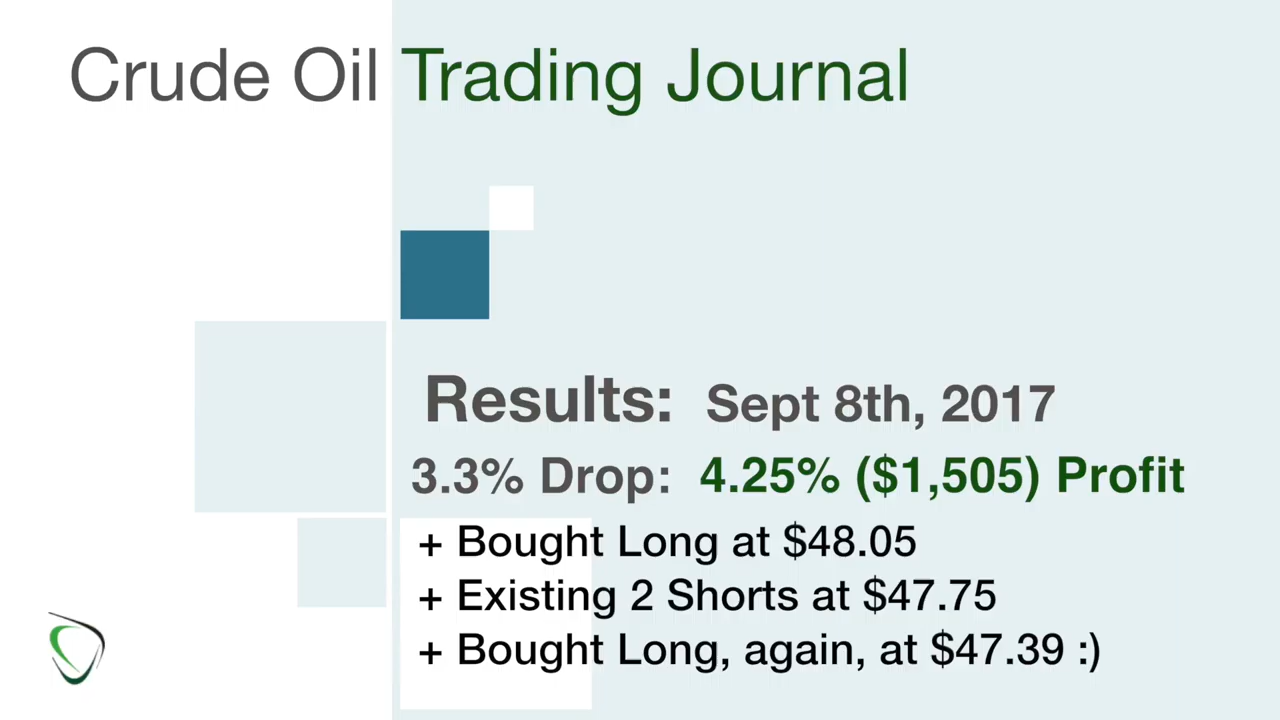 Crude Oil Trading Journal
Results: Sept 8th, 2017
3.3% Drop: 4.25% ($1,505) Profit
+ Bought Long at $48.05
+ Existing 2 Shorts at $47.75
+ Bought Long, again, at $47.39 :)